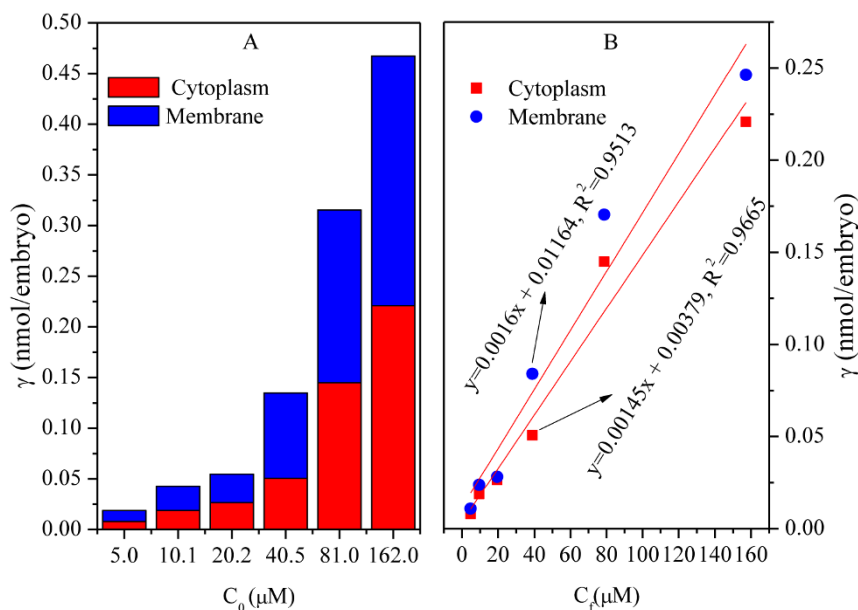 A
Cytoplasm
Membrane
γ (nmol/embryo)
0.50
0.45
0.40
0.35
0.30
0.25
0.20
0.15
0.10
0.05
0.00
5.0 10.1 20.2 40.5 81.0 162.0
C₀(μM)
B
Cytoplasm
Membrane
y=0.0016x + 0.01164, R²=0.9513
y=0.00145x + 0.00379, R²=0.9665
0.25
0.20
0.15
0.10
0.05
0.00
γ (nmol/embryo)
0 20 40 60 80 100 120 140 160
Cf(μM)